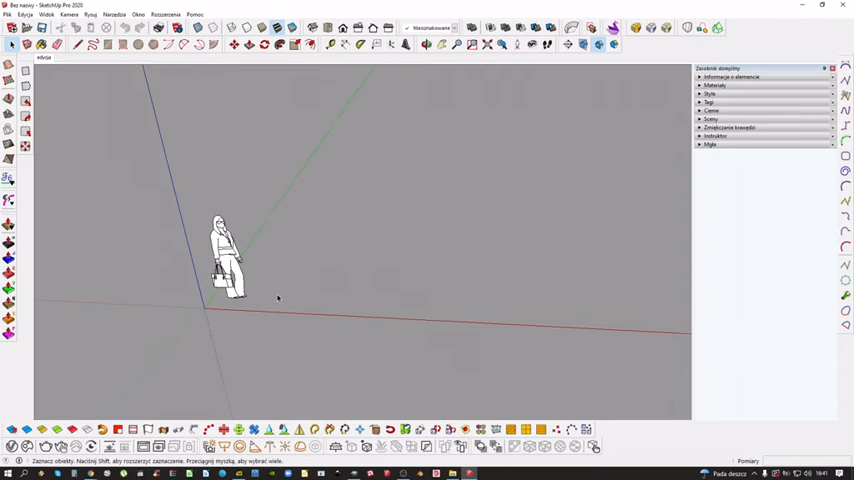 Bez nazwy - SketchUp Pro 2020
Plik Edycja Widok Kamera Rysuj Narzędzia Okno Rozszerzenia Pomoc
Nieoznakowane
edycja
Zasobnik domyślny
Informacje o elemencie
Materiały
Style
Tagi
Cienie
Sceny
Zmiękczanie krawędzi
Instruktor
Mgła
Zaznacz obiekty. Naciśnij Shift, aby rozszerzyć zaznaczenie. Przeciągnij myszką, aby wybrać wiele.
Pomiary
Pada deszcz
16:41